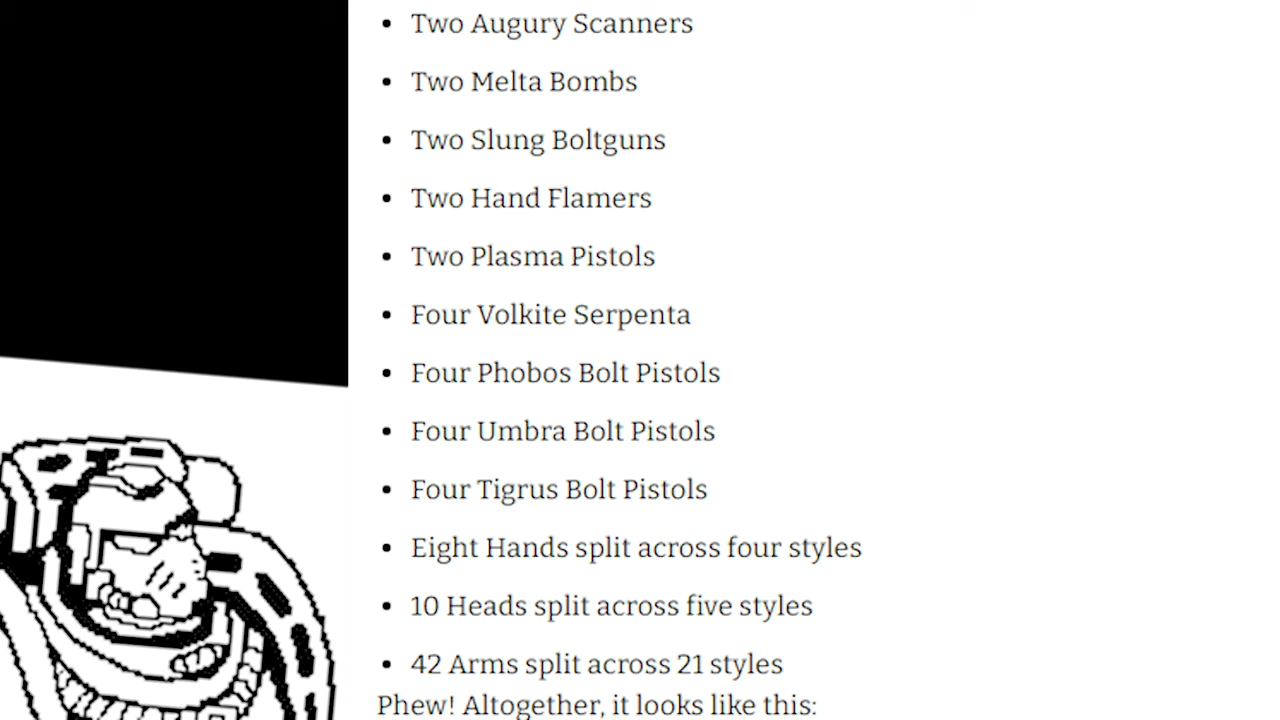 • Two Augury Scanners
• Two Melta Bombs
• Two Slung Boltguns
• Two Hand Flamers
• Two Plasma Pistols
• Four Volkite Serpenta
• Four Phobos Bolt Pistols
• Four Umbra Bolt Pistols
• Four Tigrus Bolt Pistols
• Eight Hands split across four styles
• 10 Heads split across five styles
• 42 Arms split across 21 styles
Phew! Altogether, it looks like this: